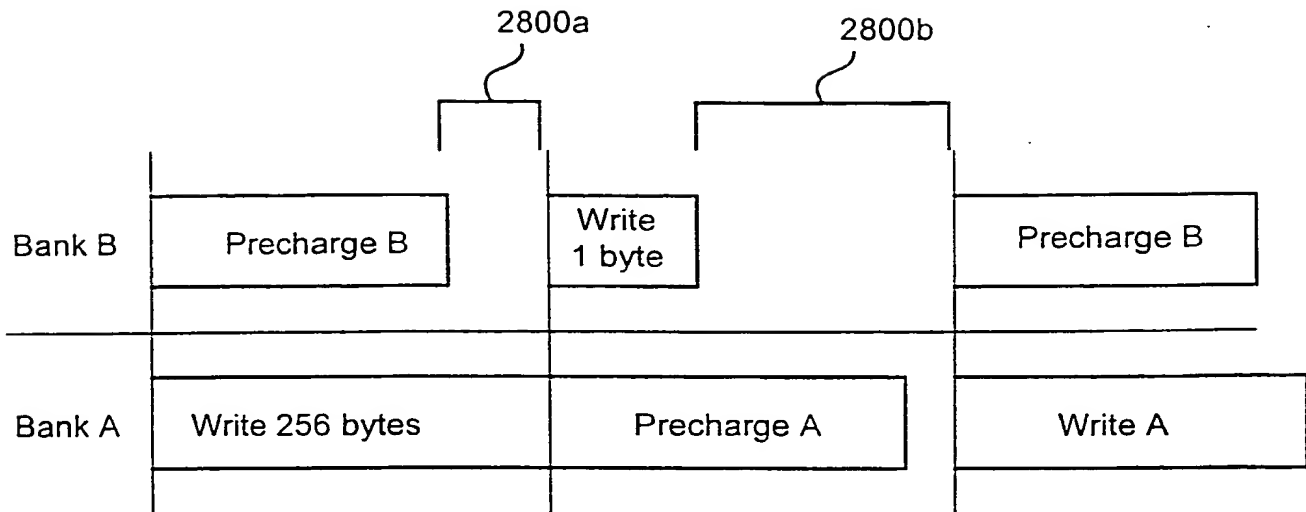 2800a
2800b
Bank B
Precharge B
Write
1 byte
Precharge B
Bank A
Write 256 bytes
Precharge A
Write A